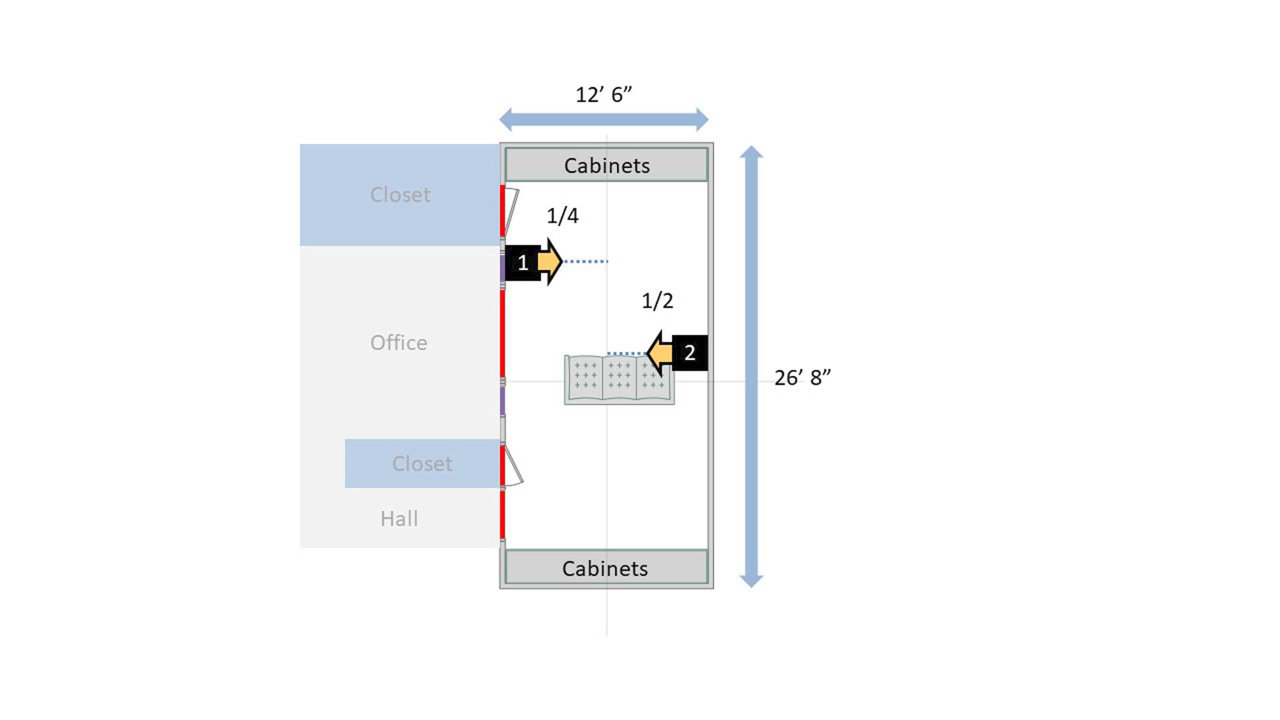 12’ 6”
Cabinets
Closet
1/4
1
1/2
Office
2
26’ 8”
Closet
Hall
Cabinets